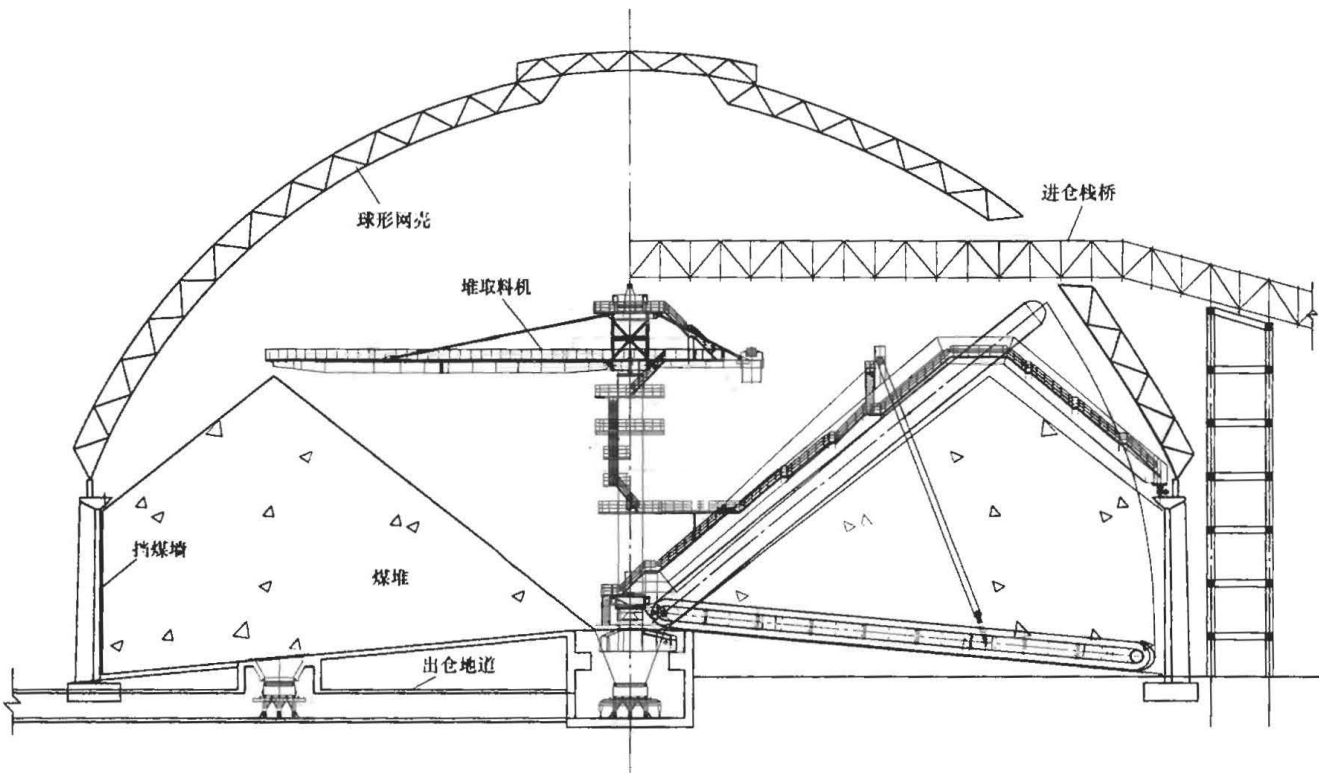 进仓栈桥
球形网壳
堆取料机
挡煤墙
煤堆
出仓地道